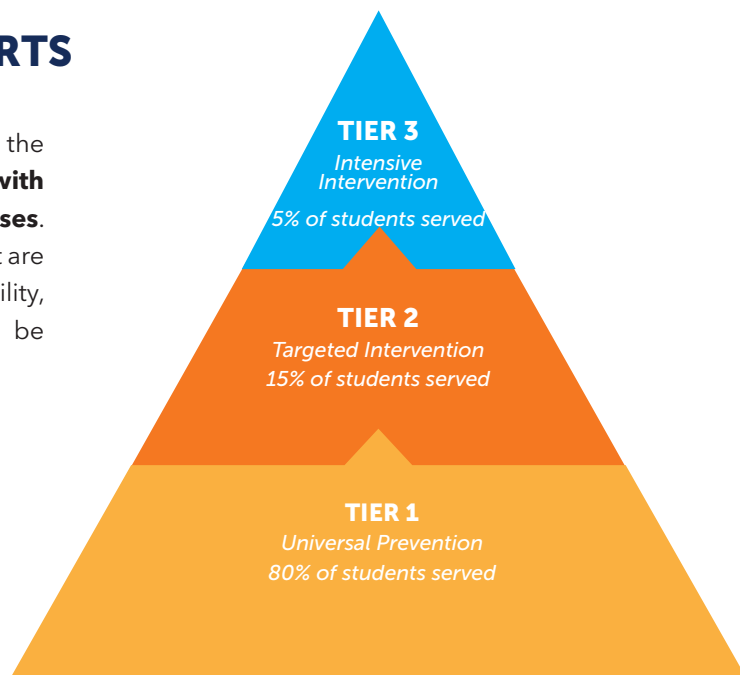 RTS
the
with
ses.
t are
ility,
be
TIER 3
Intensive
Intervention
5% of students served
TIER 2
Targeted Intervention
15% of students served
TIER 1
Universal Prevention
80% of students served